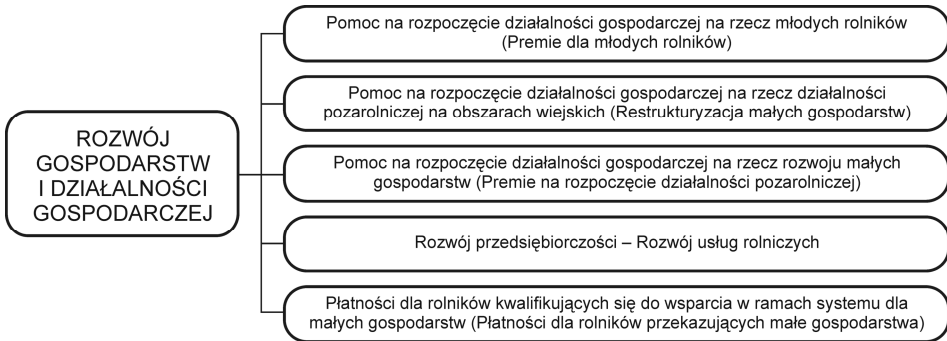 ROZWÓJ
GOSPODARSTW
I DZIAŁALNOŚCI
GOSPODARCZEJ
Pomoc na rozpoczęcie działalności gospodarczej na rzecz młodych rolników
(Premie dla młodych rolników)
Pomoc na rozpoczęcie działalności gospodarczej na rzecz działalności
pozarolniczej na obszarach wiejskich (Restrukturyzacja małych gospodarstw)
Pomoc na rozpoczęcie działalności gospodarczej na rzecz rozwoju małych
gospodarstw (Premie na rozpoczęcie działalności pozarolniczej)
Rozwój przedsiębiorczości – Rozwój usług rolniczych
Płatności dla rolników kwalifikujących się do wsparcia w ramach systemu dla
małych gospodarstw (Płatności dla rolników przekazujących małe gospodarstwa)